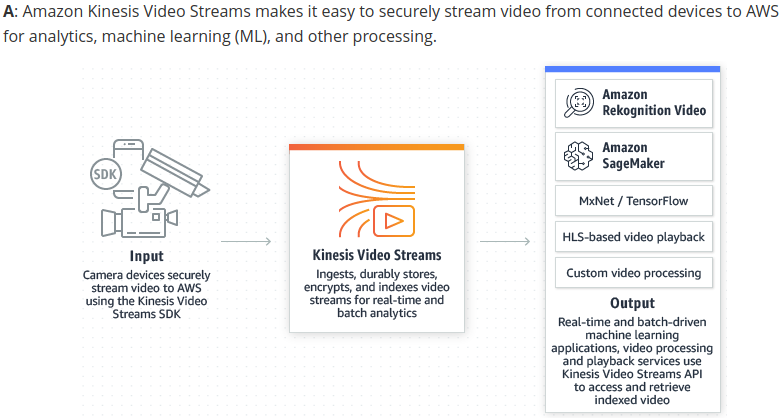 A: Amazon Kinesis Video Streams makes it easy to securely stream video from connected devices to AWS
for analytics, machine learning (ML), and other processing.
SDK
Input
Camera devices securely
stream video to AWS
using the Kinesis Video
Streams SDK
Kinesis Video Streams
Ingests, durably stores,
encrypts, and indexes video
streams for real-time and
batch analytics
Amazon
Rekognition Video
Amazon
SageMaker
MxNet / TensorFlow
HLS-based video playback
Custom video processing
Output
Real-time and batch-driven
machine learning
applications, video processing
and playback services use
Kinesis Video Streams API
to access and retrieve
indexed video